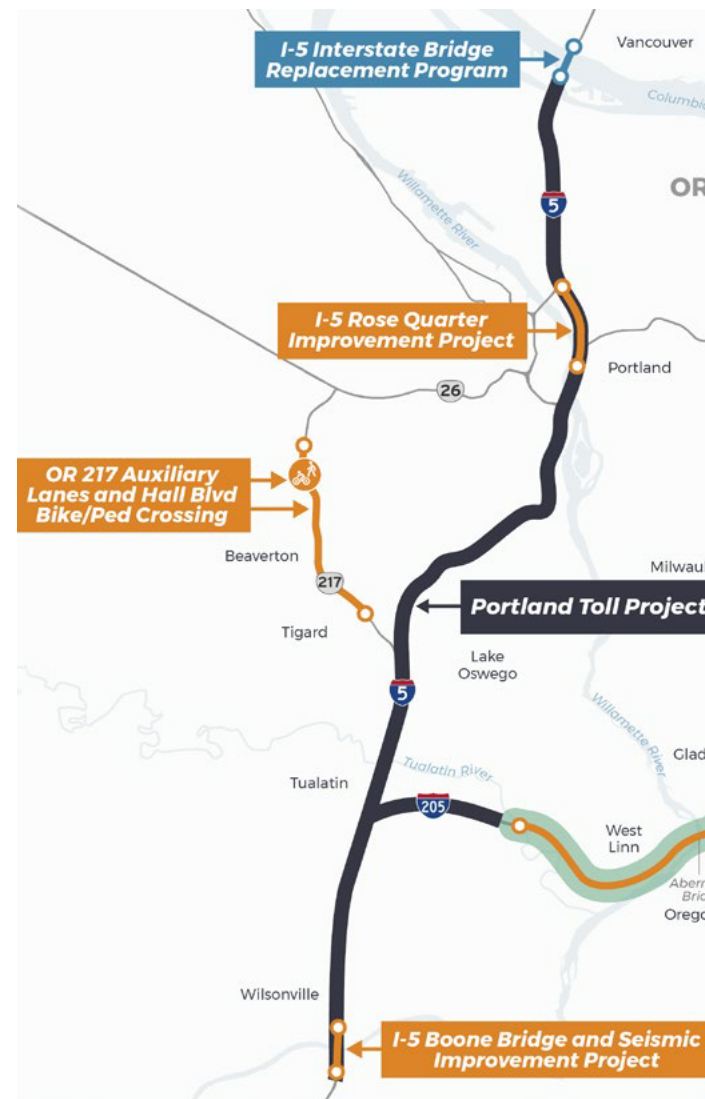 I-5 Interstate Bridge
Replacement Program
Vancouver
Columbi
Willamette River
OR
5
I-5 Rose Quarter
Improvement Project
Portland
26
OR 217 Auxiliary
Lanes and Hall Blvd
Bike/Ped Crossing
Beaverton
217
Milwau
Portland Toll Project
Tigard
Lake
Oswego
5
Willamette River
Tualatin River
Glad
Tualatin
205
West
Linn
Aber
Brid
Orego
Wilsonville
I-5 Boone Bridge and Seismic
Improvement Project